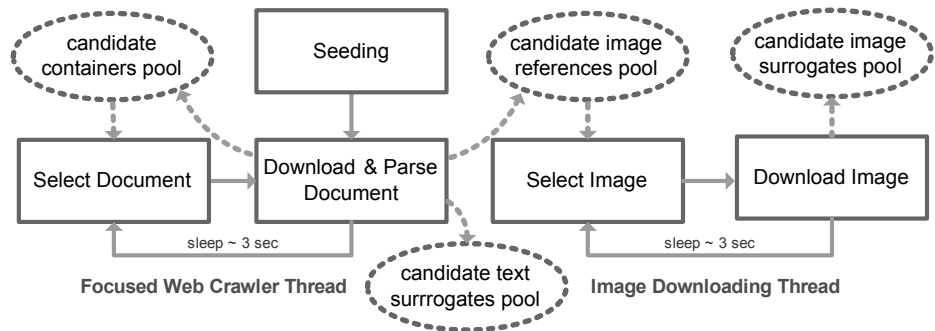 candidate
containers pool
Seeding
candidate image
references pool
candidate image
surrogates pool
Select Document
Download & Parse
Document
Select Image
Download Image
sleep ~ 3 sec
sleep ~ 3 sec
candidate text
surrrogates pool
Focused Web Crawler Thread
Image Downloading Thread